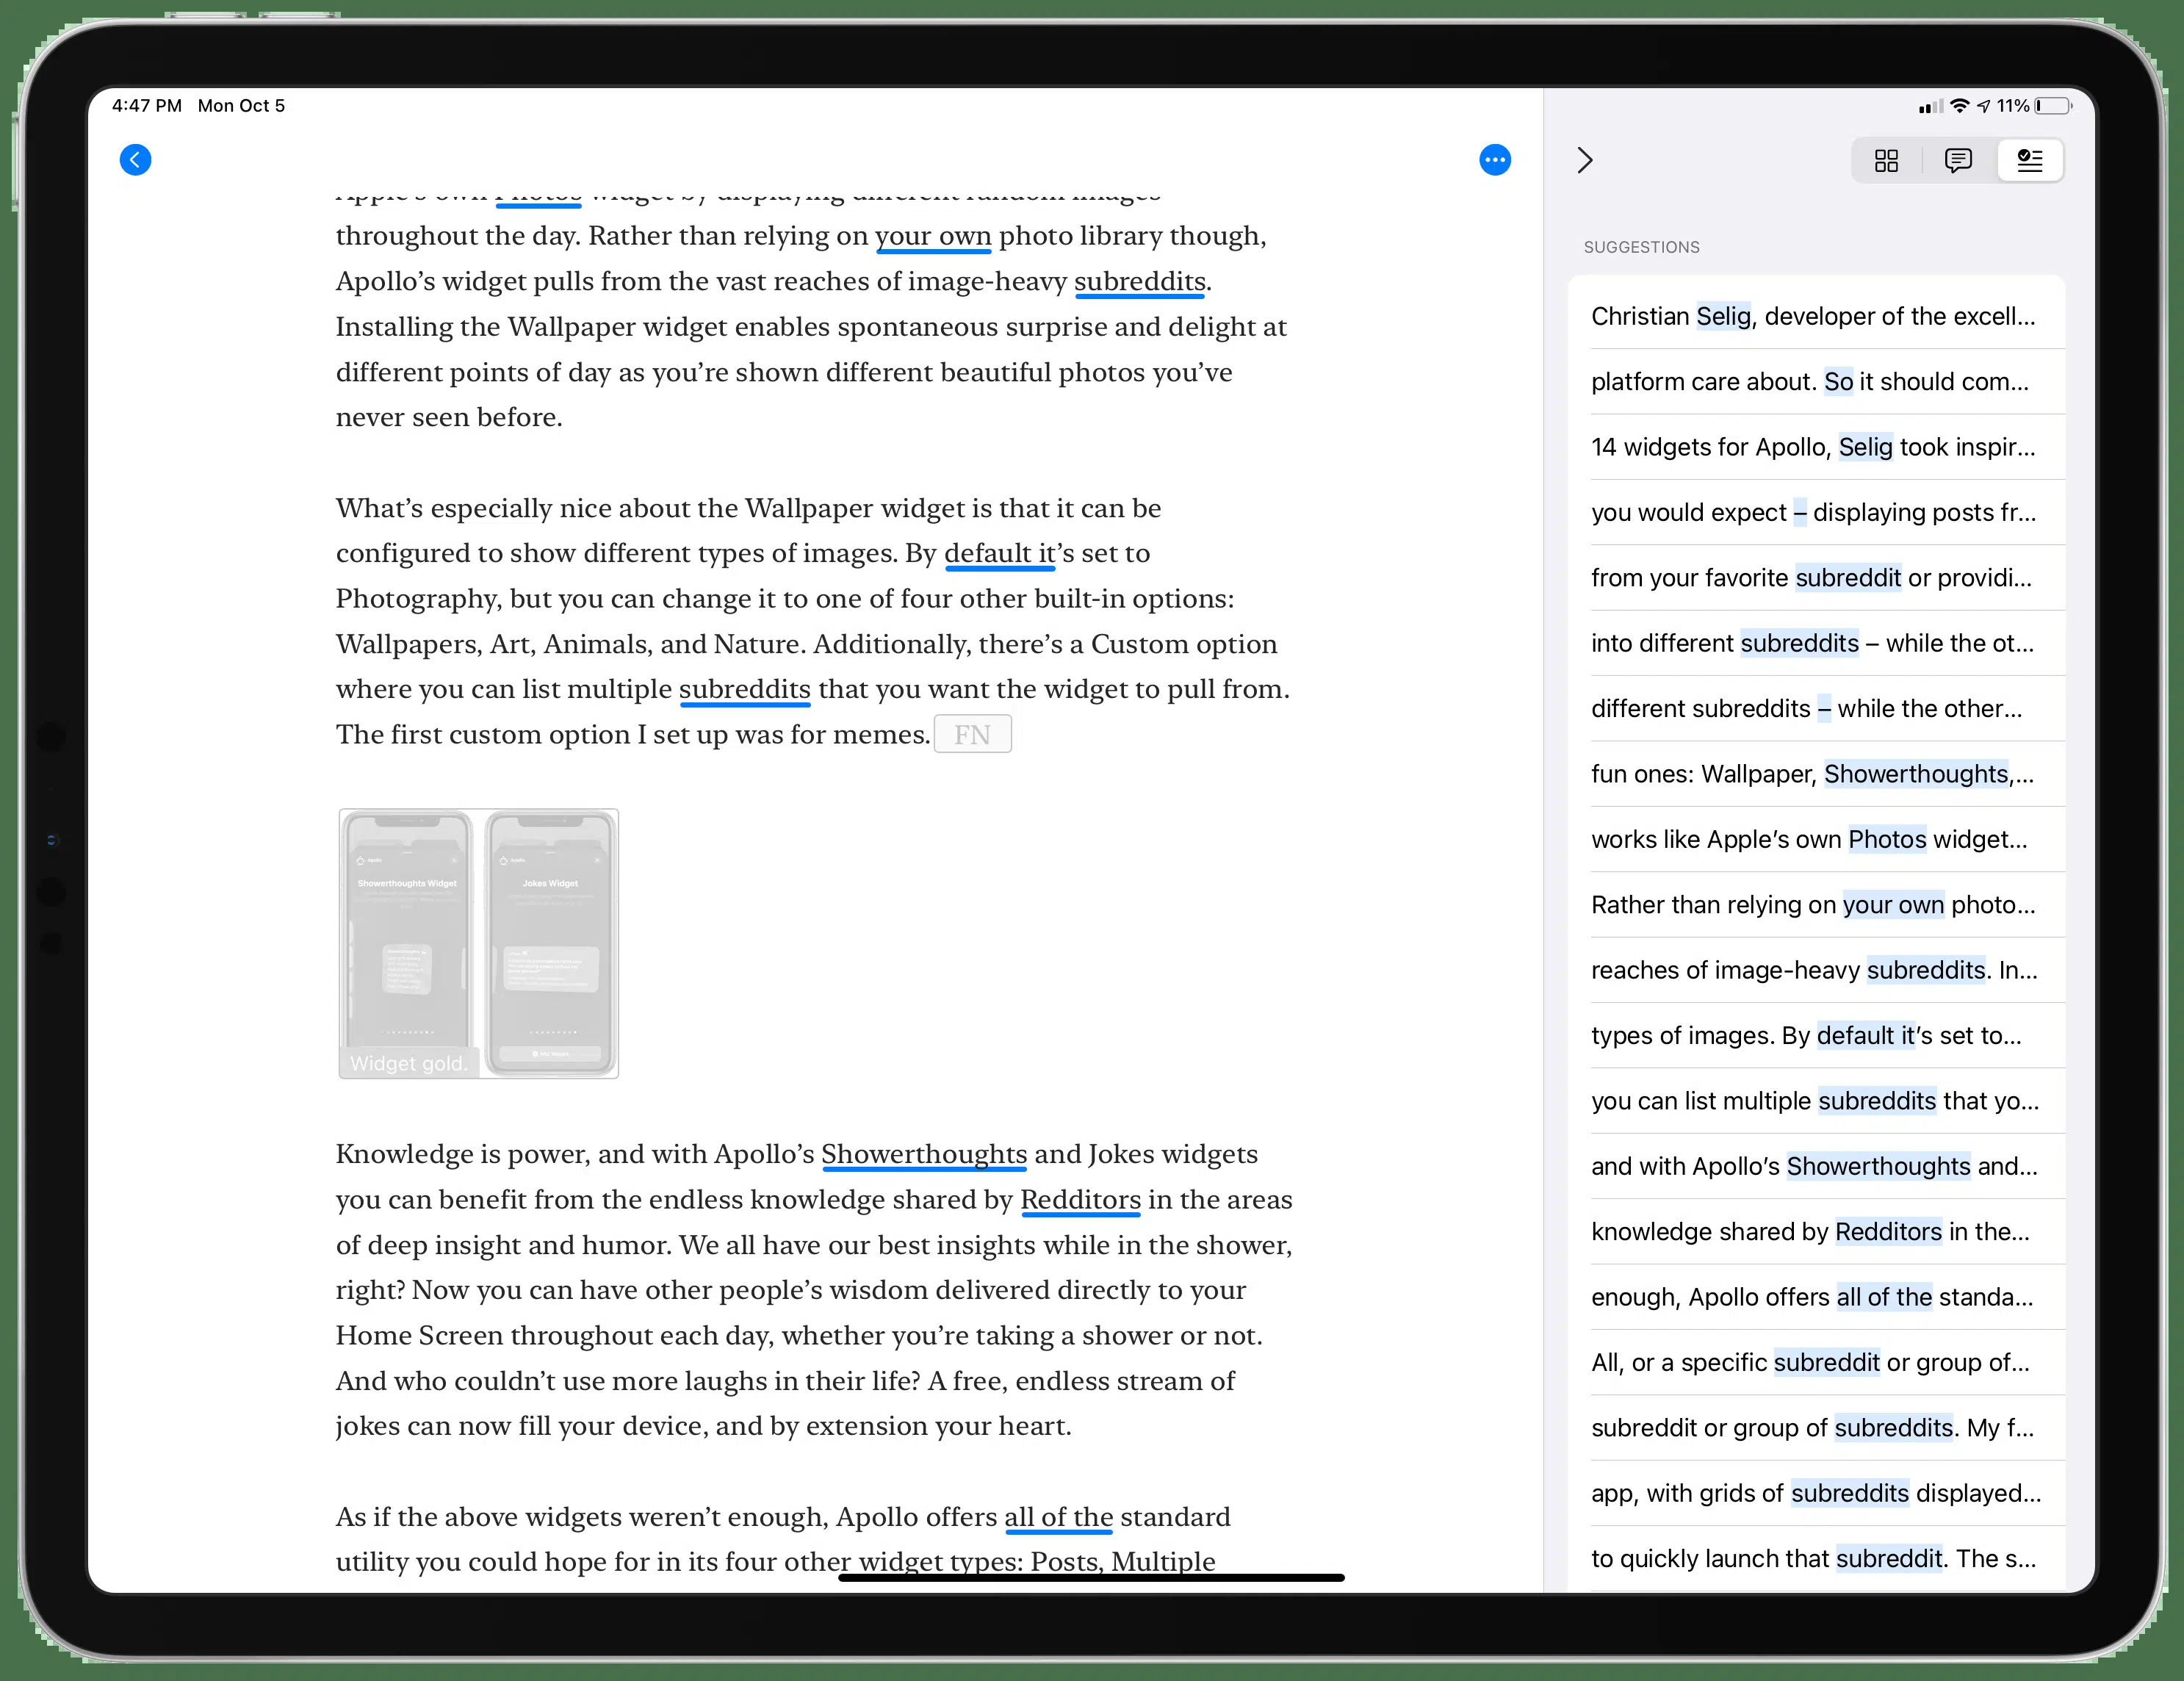 4:47 PM Mon Oct 5
11%
Apple’s own Photos widget by displaying different random images
throughout the day. Rather than relying on your own photo library though,
Apollo’s widget pulls from the vast reaches of image-heavy subreddits.
Installing the Wallpaper widget enables spontaneous surprise and delight at
different points of day as you’re shown different beautiful photos you’ve
never seen before.
What’s especially nice about the Wallpaper widget is that it can be
configured to show different types of images. By default it’s set to
Photography, but you can change it to one of four other built-in options:
Wallpapers, Art, Animals, and Nature. Additionally, there’s a Custom option
where you can list multiple subreddits that you want the widget to pull from.
The first custom option I set up was for memes. FN
Apollo
Showerthoughts Widget
Apollo
Jokes Widget
Widget gold.
Knowledge is power, and with Apollo’s Showerthoughts and Jokes widgets
you can benefit from the endless knowledge shared by Redditors in the areas
of deep insight and humor. We all have our best insights while in the shower,
right? Now you can have other people’s wisdom delivered directly to your
Home Screen throughout each day, whether you’re taking a shower or not.
And who couldn’t use more laughs in their life? A free, endless stream of
jokes can now fill your device, and by extension your heart.
As if the above widgets weren’t enough, Apollo offers all of the standard
utility you could hope for in its four other widget types: Posts, Multiple
SUGGESTIONS
Christian Selig, developer of the excell...
platform care about. So it should com...
14 widgets for Apollo, Selig took inspir...
you would expect – displaying posts fr...
from your favorite subreddit or providi...
into different subreddits – while the ot...
different subreddits – while the other...
fun ones: Wallpaper, Showerthoughts,...
works like Apple’s own Photos widget...
Rather than relying on your own photo...
reaches of image-heavy subreddits. In...
types of images. By default it’s set to...
you can list multiple subreddits that yo...
and with Apollo’s Showerthoughts and...
knowledge shared by Redditors in the...
enough, Apollo offers all of the standa...
All, or a specific subreddit or group of...
subreddit or group of subreddits. My f...
app, with grids of subreddits displayed...
to quickly launch that subreddit. The s...